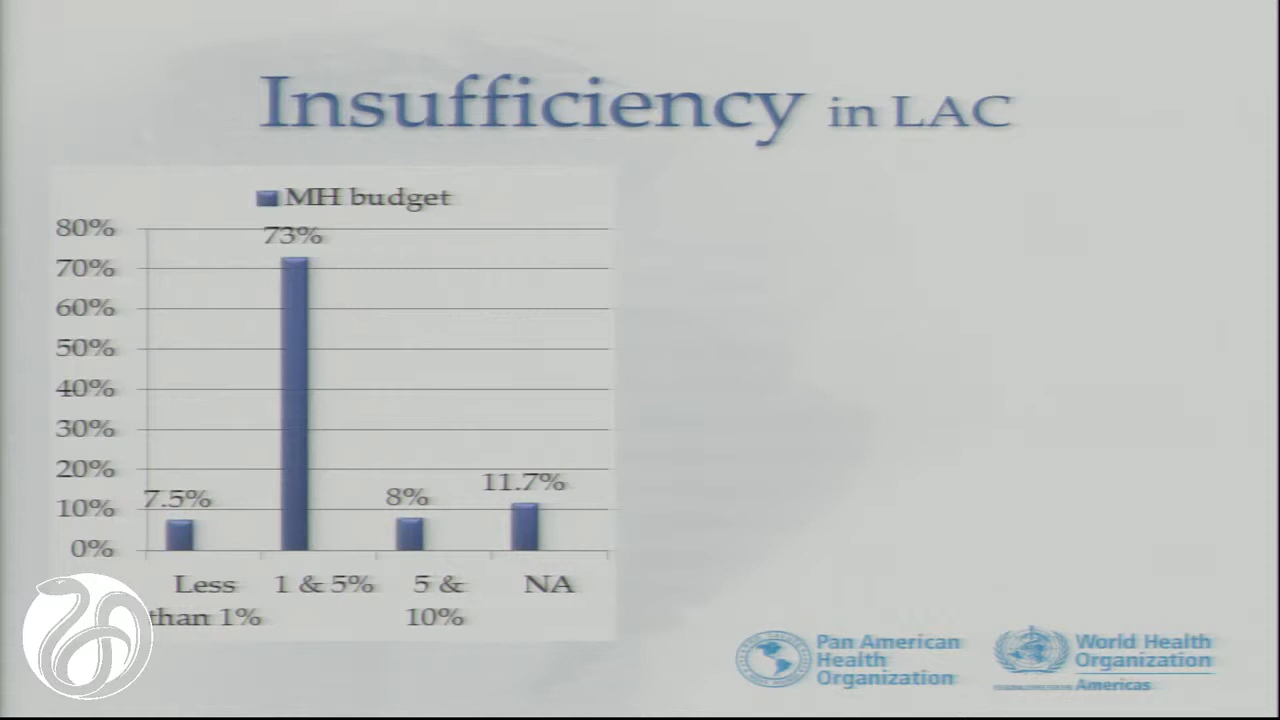 Insufficiency in LAC
MH budget
80%
70%
60%
50%
40%
30%
20%
10%
0%
7.5%
73%
8%
11.7%
Less
than 1%
1 & 5%
5 &
10%
NA
Pan American
Health
Organization
World Health
Organization
Americas